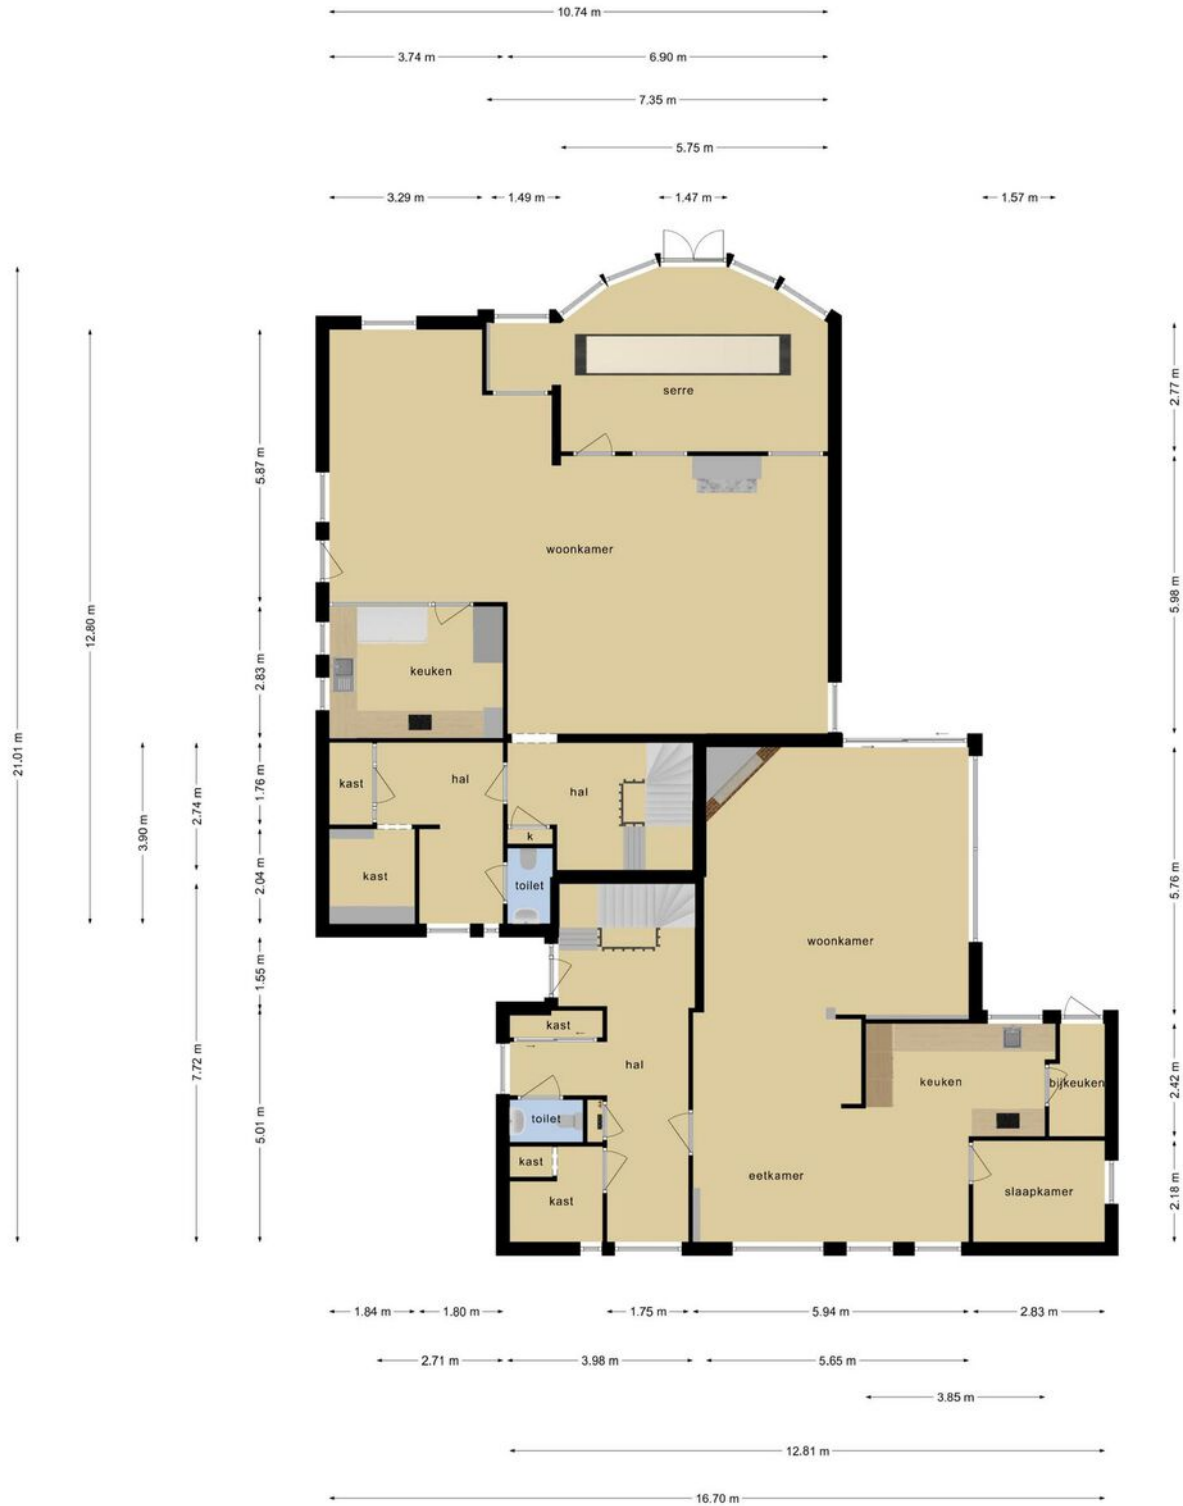 10.74 m
3.74 m
6.90 m
7.35 m
5.75 m
3.29 m
1.49 m
1.47 m
1.57 m
21.01 m
12.80 m
3.90 m
2.74 m
7.72 m
5.87 m
2.83 m
1.76 m
2.04 m
1.55 m
5.01 m
serre
woonkamer
keuken
kast
hal
hal
k
kast
toilet
woonkamer
kast
hal
keuken
bijkeuken
toilet
kast
eetkamer
kast
slaapkamer
2.77 m
5.98 m
5.76 m
2.42 m
2.18 m
1.84 m
1.80 m
1.75 m
5.94 m
2.83 m
2.71 m
3.98 m
5.65 m
3.85 m
12.81 m
16.70 m